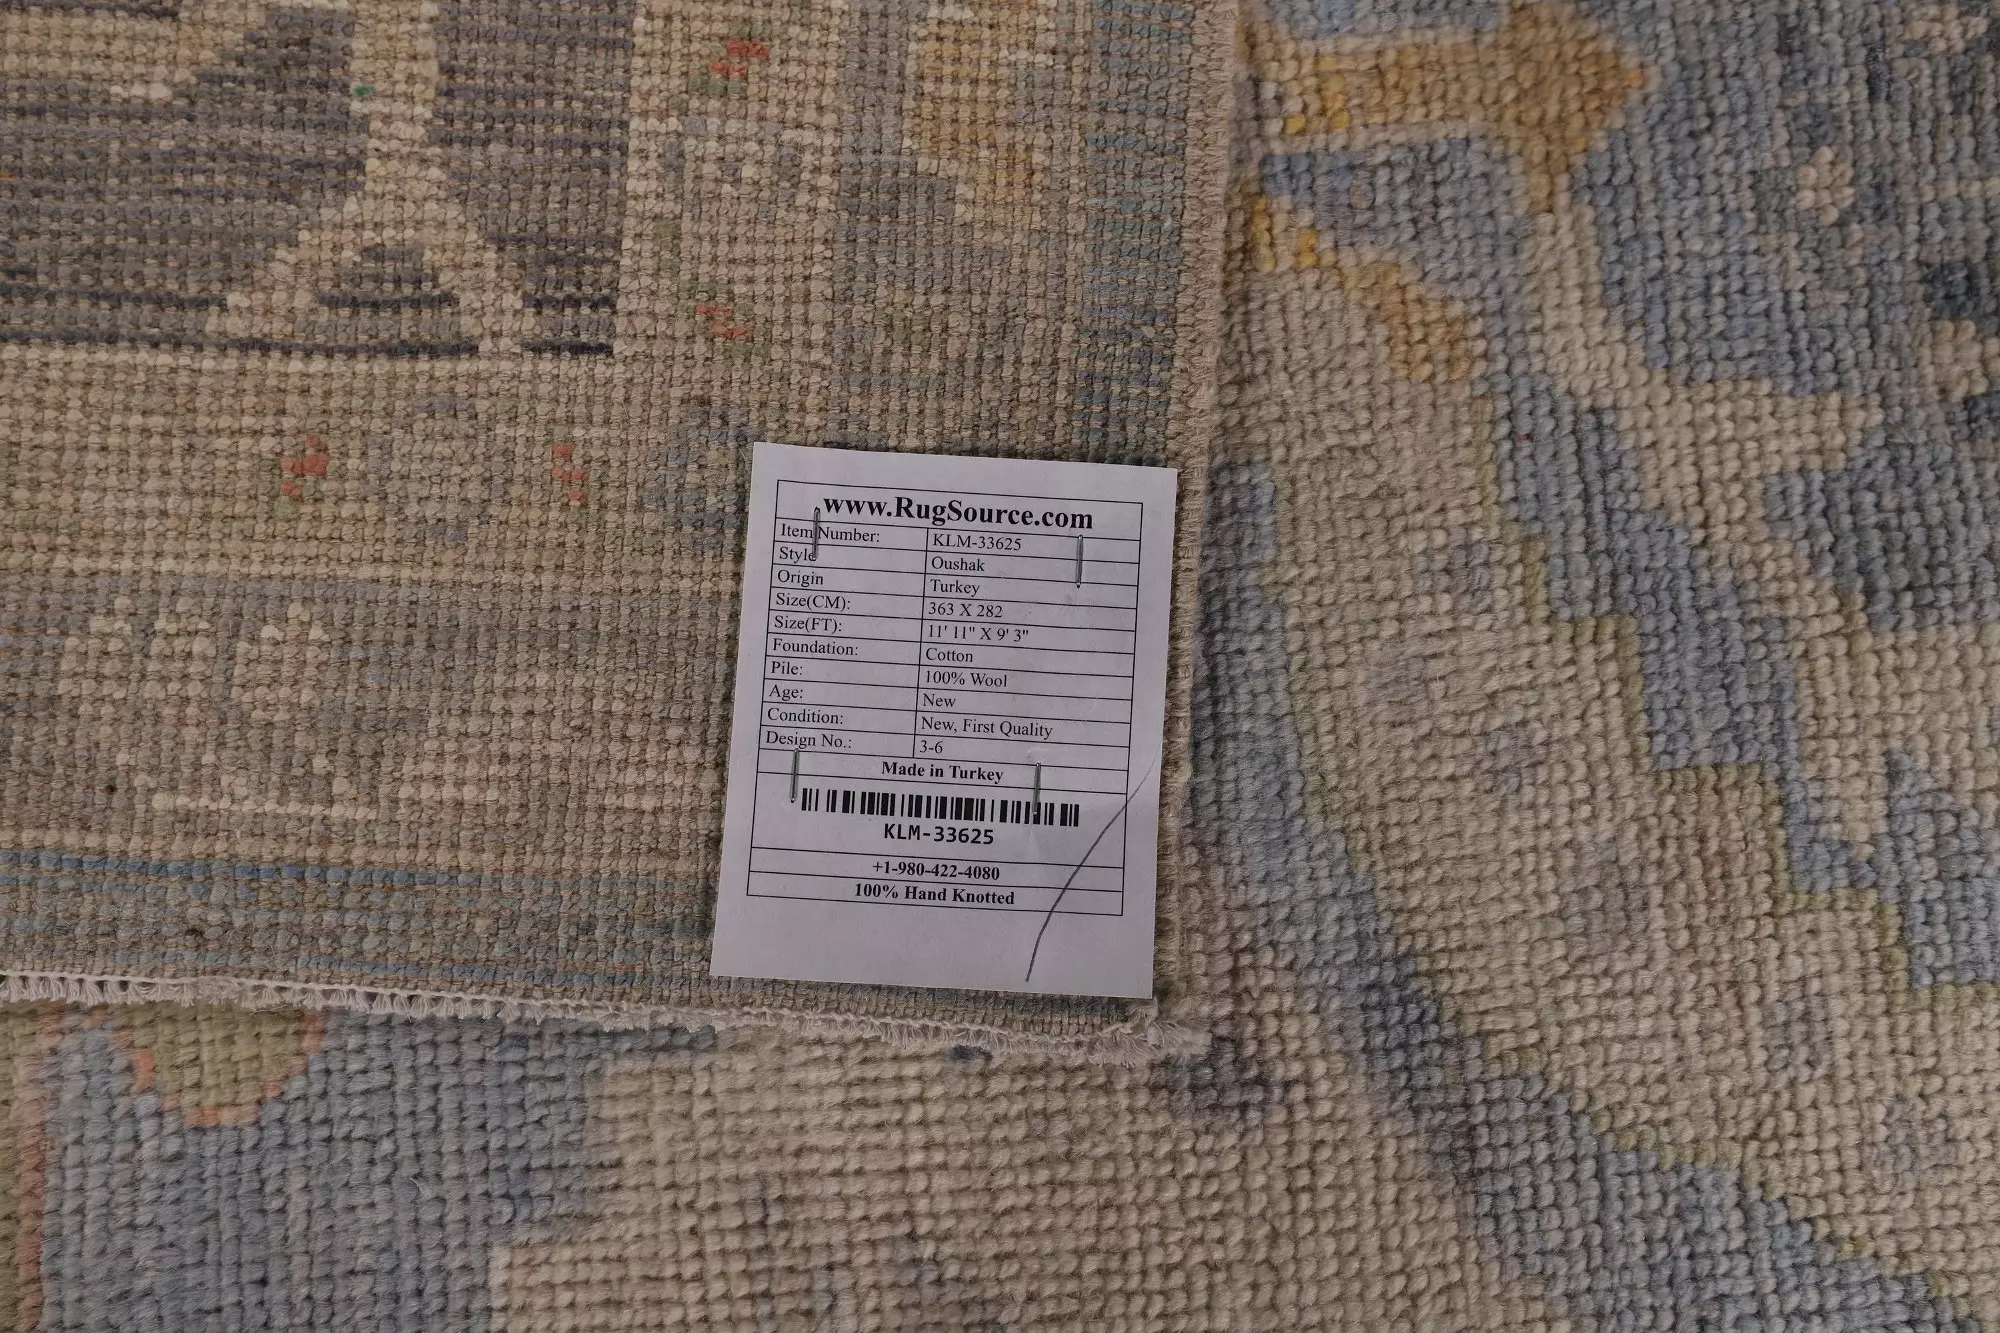 www.RugSource.com
Item Number: KLM-33625
Style Oushak
Origin Turkey
Size(CM): 363 X 282
Size(FT): 11' 11" X 9' 3"
Foundation: Cotton
Pile: 100% Wool
Age: New
Condition: New, First Quality
Design No.: 3-6
Made in Turkey
KLM-33625
+1-980-422-4080
100% Hand Knotted